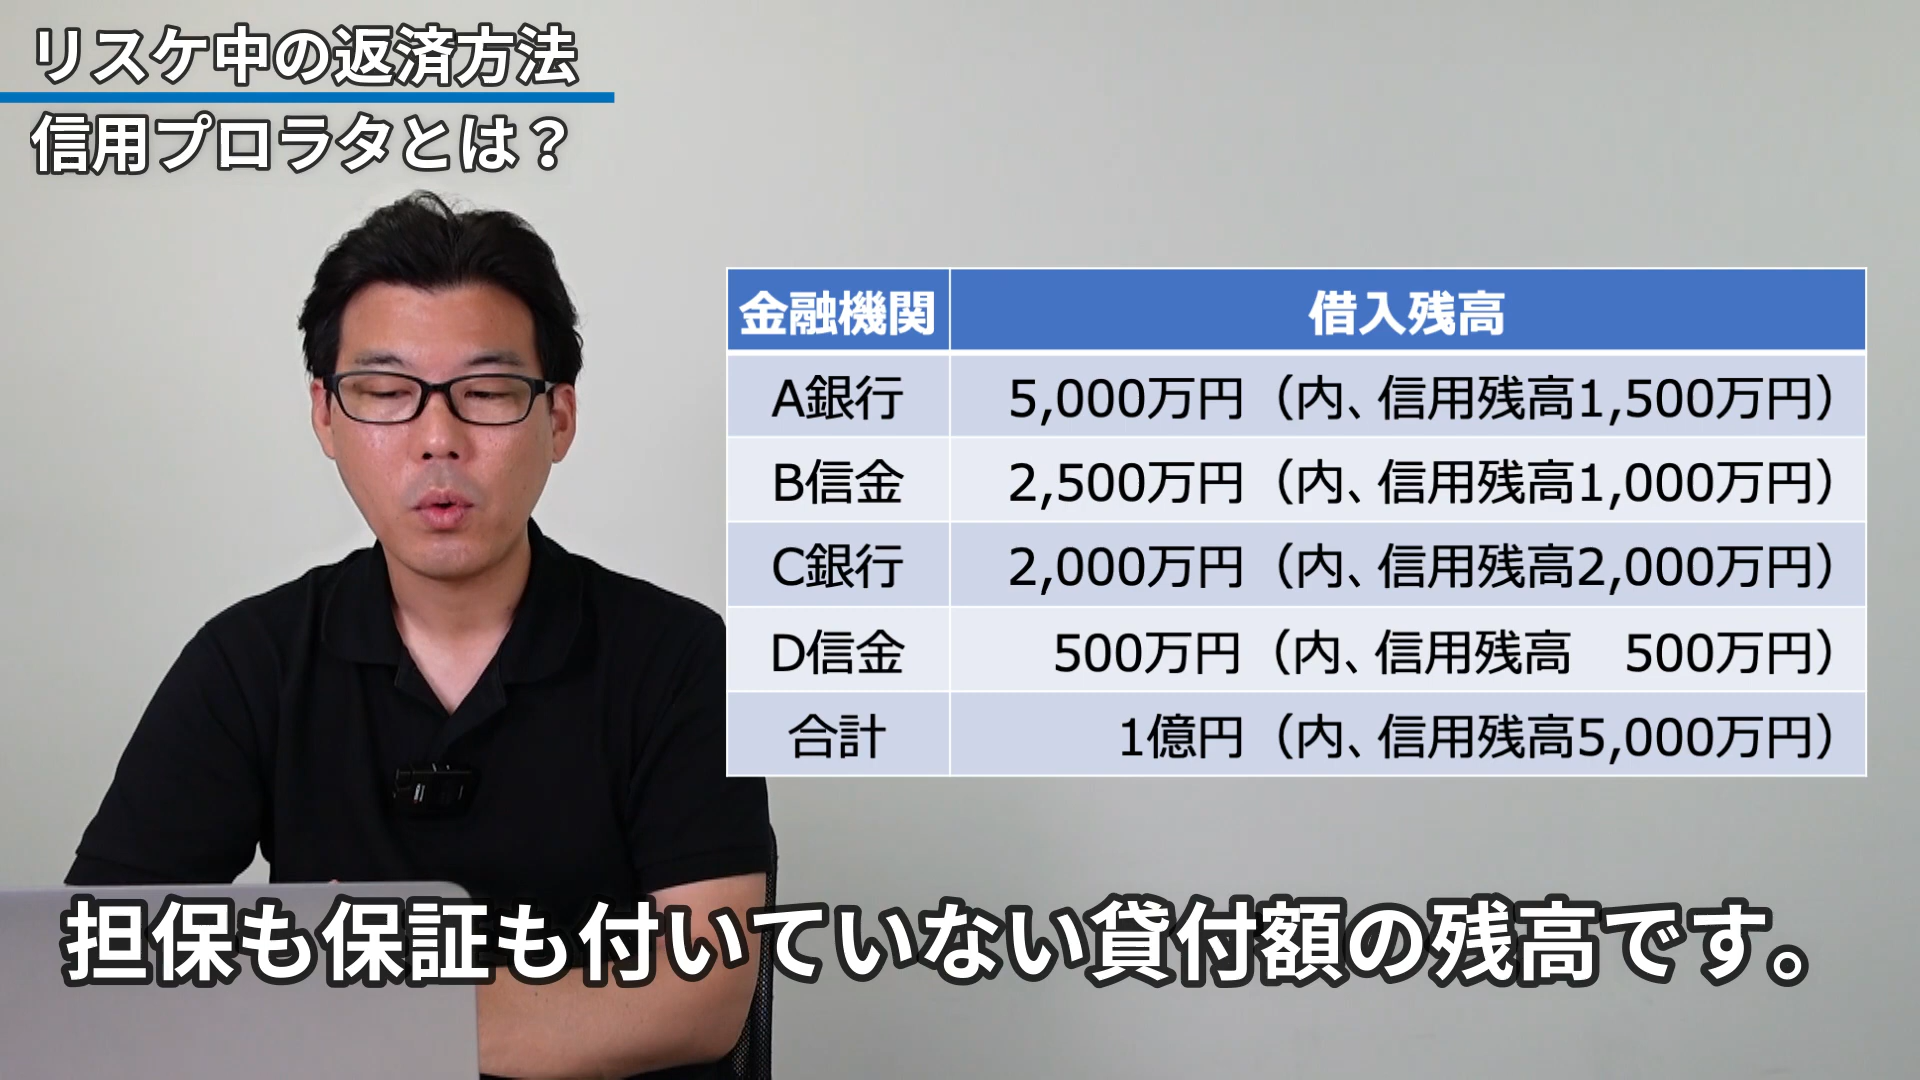 リスケ中の返済方法
信用プロラタとは？
金融機関 借入残高
A銀行 5,000万円（内、信用残高1,500万円）
B信金 2,500万円（内、信用残高1,000万円）
C銀行 2,000万円（内、信用残高2,000万円）
D信金 500万円（内、信用残高　500万円）
合計 1億円（内、信用残高5,000万円）
担保も保証も付いていない貸付額の残高です。